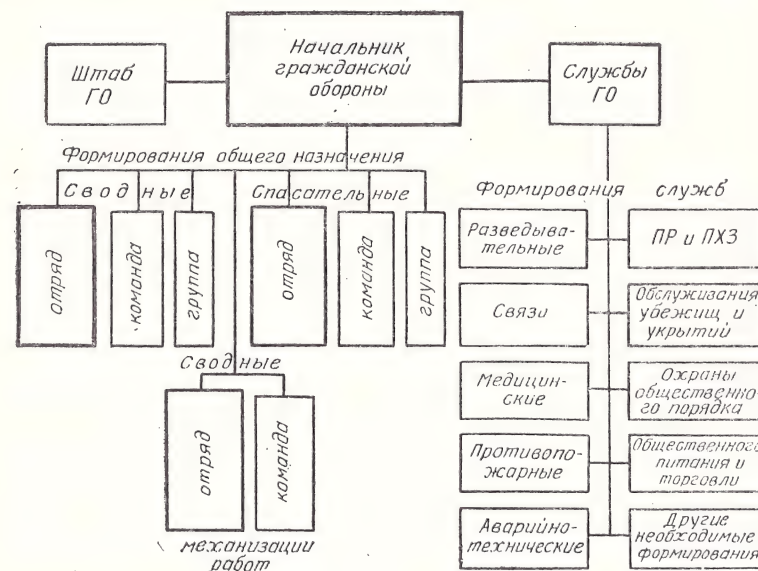 Штаб
ГО
Начальник
гражданской
обороны
Службы
ГО
Формирования общего назначения
Сводные
Спасательные
отряд
команда
группа
отряд
команда
группа
Сводные
отряд
команда
механизации
работ
Формирования служб
Разведыва-
тельные
ПР и ПХЗ
Связи
Обслуживания
убежищ и
укрытий
Медицин-
ские
Охраны
общественно-
го порядка
Противопо-
жарные
Общественного
питания и
торговли
Аварийно-
технические
Другие
необходимые
формирования